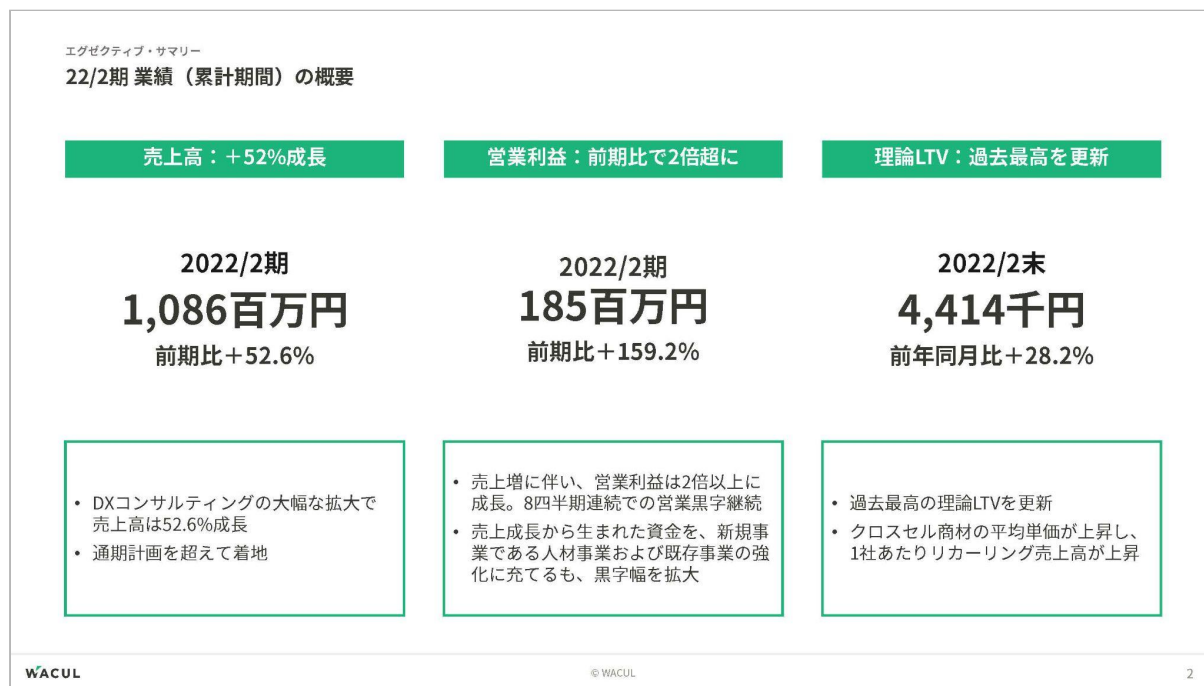 エグゼクティブ・サマリー
22/2期 業績（累計期間）の概要
売上高：＋52%成長
2022/2期
1,086百万円
前期比＋52.6%
• DXコンサルティングの大幅な拡大で
売上高は52.6%成長
• 通期計画を超えて着地
営業利益：前期比で2倍超に
2022/2期
185百万円
前期比＋159.2%
• 売上増に伴い、営業利益は2倍以上に
成長。8四半期連続での営業黒字継続
• 売上成長から生まれた資金を、新規事
業である人材事業および既存事業の強
化に充てるも、黒字幅を拡大
理論LTV：過去最高を更新
2022/2末
4,414千円
前年同月比＋28.2%
• 過去最高の理論LTVを更新
• クロスセル商材の平均単価が上昇し、
1社あたりリカーリング売上高が上昇
WACUL
© WACUL
2